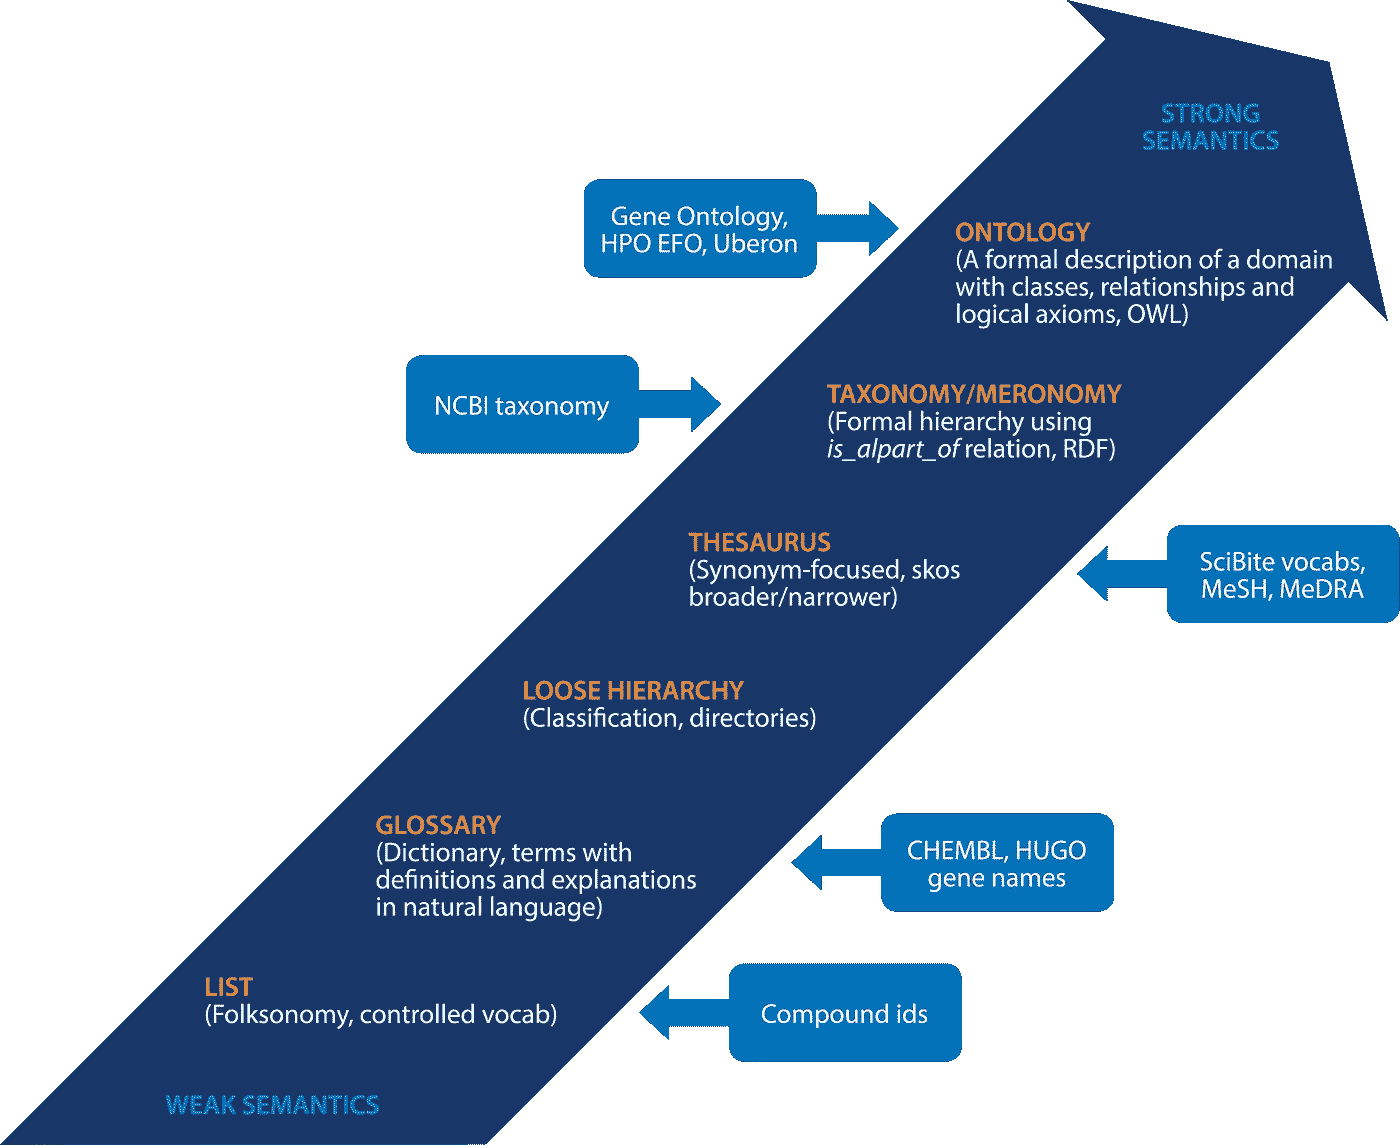 STRONG
SEMANTICS
Gene Ontology,
HPO EFO, Uberon
ONTOLOGY
(A formal description of a domain
with classes, relationships and
logical axioms, OWL)
NCBI taxonomy
TAXONOMY/MERONOMY
(Formal hierarchy using
is_alpart_of relation, RDF)
THESAURUS
(Synonym-focused, skos
broader/narrower)
SciBite vocabs,
MeSH, MeDRA
LOOSE HIERARCHY
(Classification, directories)
GLOSSARY
(Dictionary, terms with
definitions and explanations
in natural language)
CHEMBL, HUGO
gene names
LIST
(Folksonomy, controlled vocab)
Compound ids
WEAK SEMANTICS